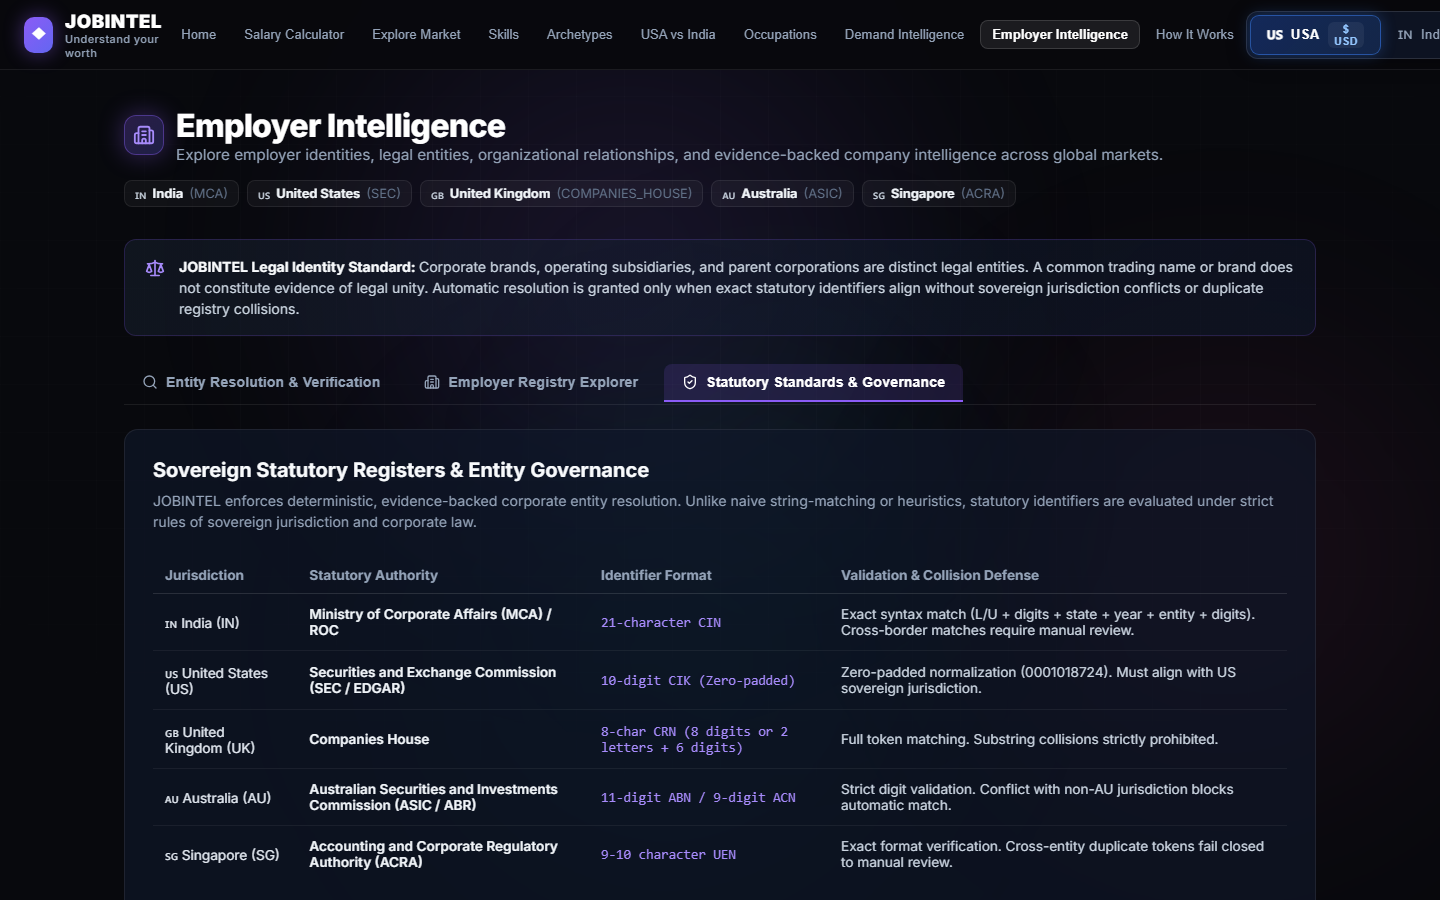 JOBINTEL
Understand your
worth
Home
Salary Calculator
Explore Market
Skills
Archetypes
USA vs India
Occupations
Demand Intelligence
Employer Intelligence
How It Works
US USA
$
USD
IN Ind
Employer Intelligence
Explore employer identities, legal entities, organizational relationships, and evidence-backed company intelligence across global markets.
IN India (MCA)
US United States (SEC)
GB United Kingdom (COMPANIES_HOUSE)
AU Australia (ASIC)
SG Singapore (ACRA)
JOBINTEL Legal Identity Standard: Corporate brands, operating subsidiaries, and parent corporations are distinct legal entities. A common trading name or brand does
not constitute evidence of legal unity. Automatic resolution is granted only when exact statutory identifiers align without sovereign jurisdiction conflicts or duplicate
registry collisions.
Entity Resolution & Verification
Employer Registry Explorer
Statutory Standards & Governance
Sovereign Statutory Registers & Entity Governance
JOBINTEL enforces deterministic, evidence-backed corporate entity resolution. Unlike naive string-matching or heuristics, statutory identifiers are evaluated under strict
rules of sovereign jurisdiction and corporate law.
Jurisdiction
Statutory Authority
Identifier Format
Validation & Collision Defense
IN India (IN)
Ministry of Corporate Affairs (MCA) /
ROC
21-character CIN
Exact syntax match (L/U + digits + state + year + entity + digits).
Cross-border matches require manual review.
US United States
(US)
Securities and Exchange Commission
(SEC / EDGAR)
10-digit CIK (Zero-padded)
Zero-padded normalization (0001018724). Must align with US
sovereign jurisdiction.
GB United
Kingdom (UK)
Companies House
8-char CRN (8 digits or 2
letters + 6 digits)
Full token matching. Substring collisions strictly prohibited.
AU Australia (AU)
Australian Securities and Investments
Commission (ASIC / ABR)
11-digit ABN / 9-digit ACN
Strict digit validation. Conflict with non-AU jurisdiction blocks
automatic match.
SG Singapore (SG)
Accounting and Corporate Regulatory
Authority (ACRA)
9-10 character UEN
Exact format verification. Cross-entity duplicate tokens fail closed
to manual review.